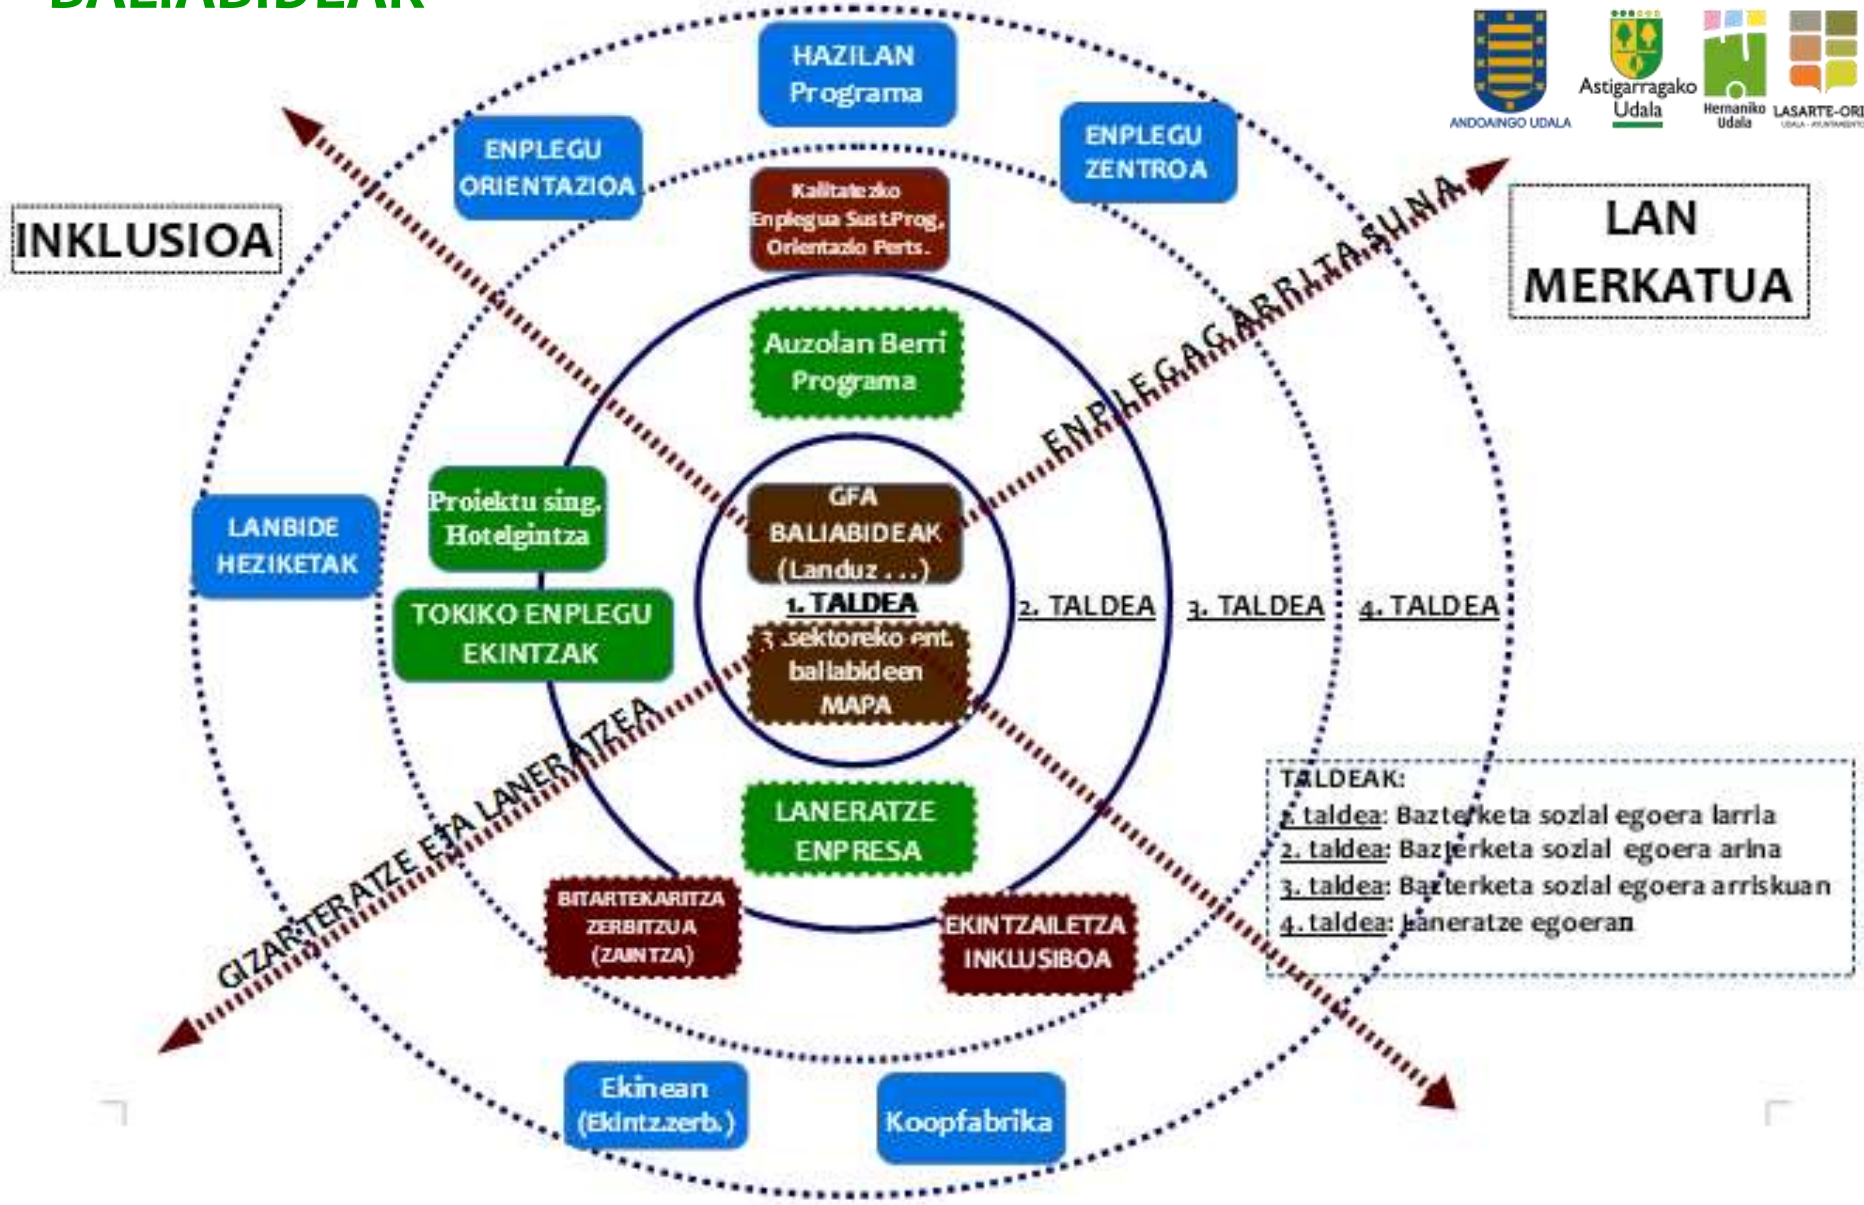 BALIABIDEAK
ANDOAINGO UDALA
Astigarragako
Udala
Hernaniko
Udala
LASARTE-ORI
UDALA - AYUNTAMIENTO
HAZILAN
Programa
ENPLEGU
ORIENTAZIOA
ENPLEGU
ZENTROA
Kalitatezko
Enplegua Sust.Prog,
Orientazio Perts.
INKLUSIOA
LAN
MERKATUA
ENPLEGAGARRITASUNA
Auzolan Berri
Programa
Proiektu sing.
Hotelgintza
LANBIDE
HEZIKETAK
GFA
BALIABIDEAK
(Landuz ...)
1. TALDEA
2. TALDEA
3. TALDEA
4. TALDEA
TOKIKO ENPLEGU
EKINTZAK
3 .sektoreko ent.
baliabideen
MAPA
GIZARTERATZE ETA LANERATZEA
LANERATZE
ENPRESA
TALDEAK:
1. taldea: Bazterketa sozial egoera larria
2. taldea: Bazterketa sozial egoera arina
3. taldea: Bazterketa sozial egoera arriskuan
4. taldea: Laneratze egoeran
BITARTEKARITZA
ZERBITZUA
(ZAINTZA)
EKINTZAILETZA
INKLUSIBOA
Ekinean
(Ekintz.zerb.)
Koopfabrika